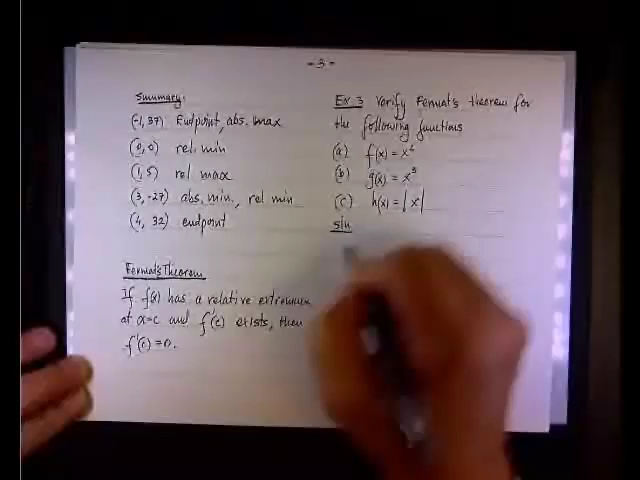 - 3 -
Summary:
(-1, 37) Endpoint, abs. max
(0, 0) rel. min
(1, 5) rel max
(3, -27) abs. min., rel min
(4, 32) endpoint
Fermat's Theorem
If f(x) has a relative extremum
at x=c and f'(c) exists, then
f'(c) = 0.
Ex 3 Verify Fermat's theorem for
the following functions
(a) f(x) = x²
(b) g(x) = x³
(c) h(x) = |x|
sln